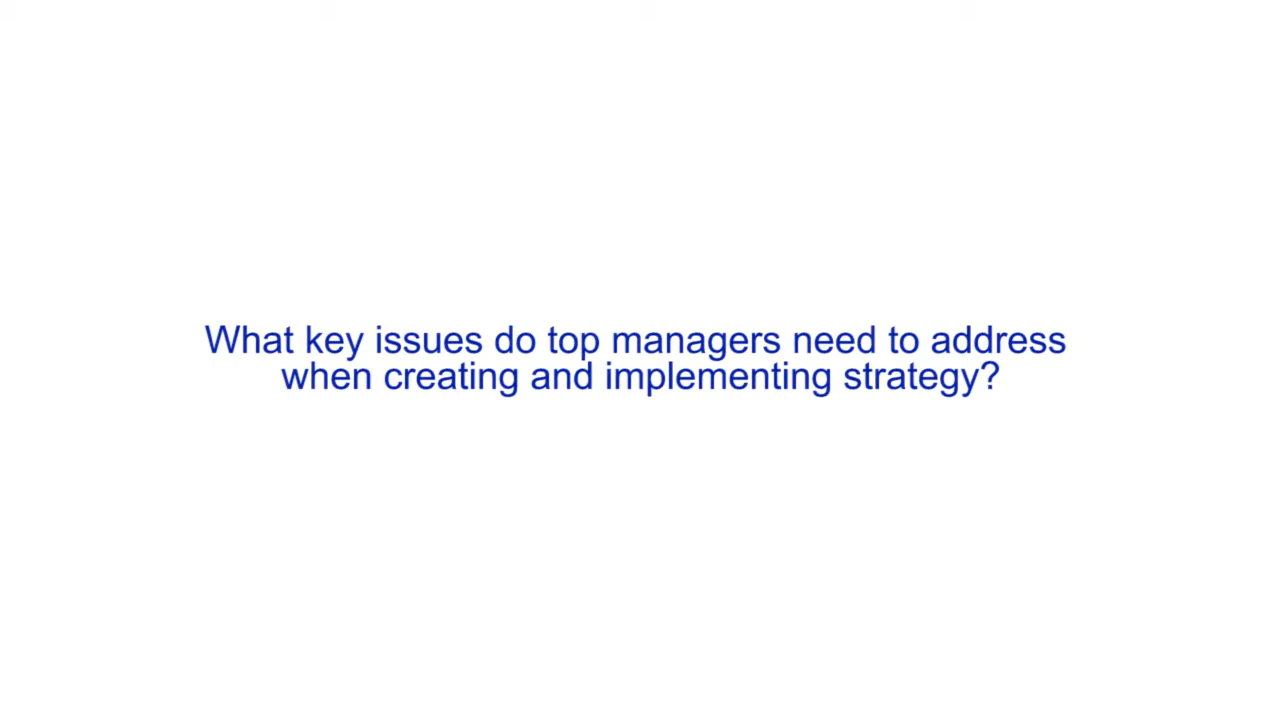 What key issues do top managers need to address
when creating and implementing strategy?